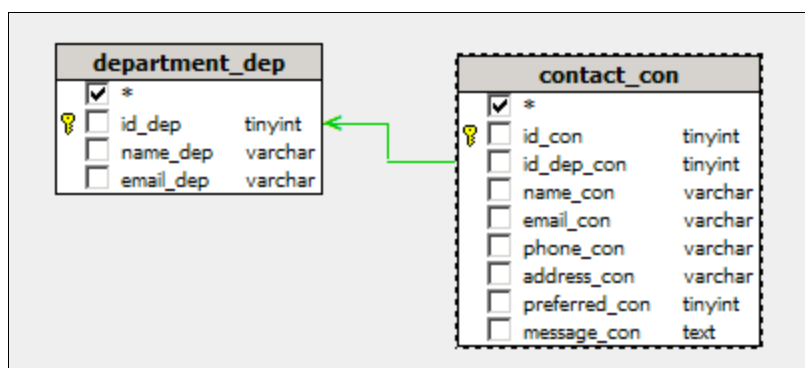 department_dep
*
id_dep tinyint
name_dep varchar
email_dep varchar
contact_con
*
id_con tinyint
id_dep_con tinyint
name_con varchar
email_con varchar
phone_con varchar
address_con varchar
preferred_con tinyint
message_con text